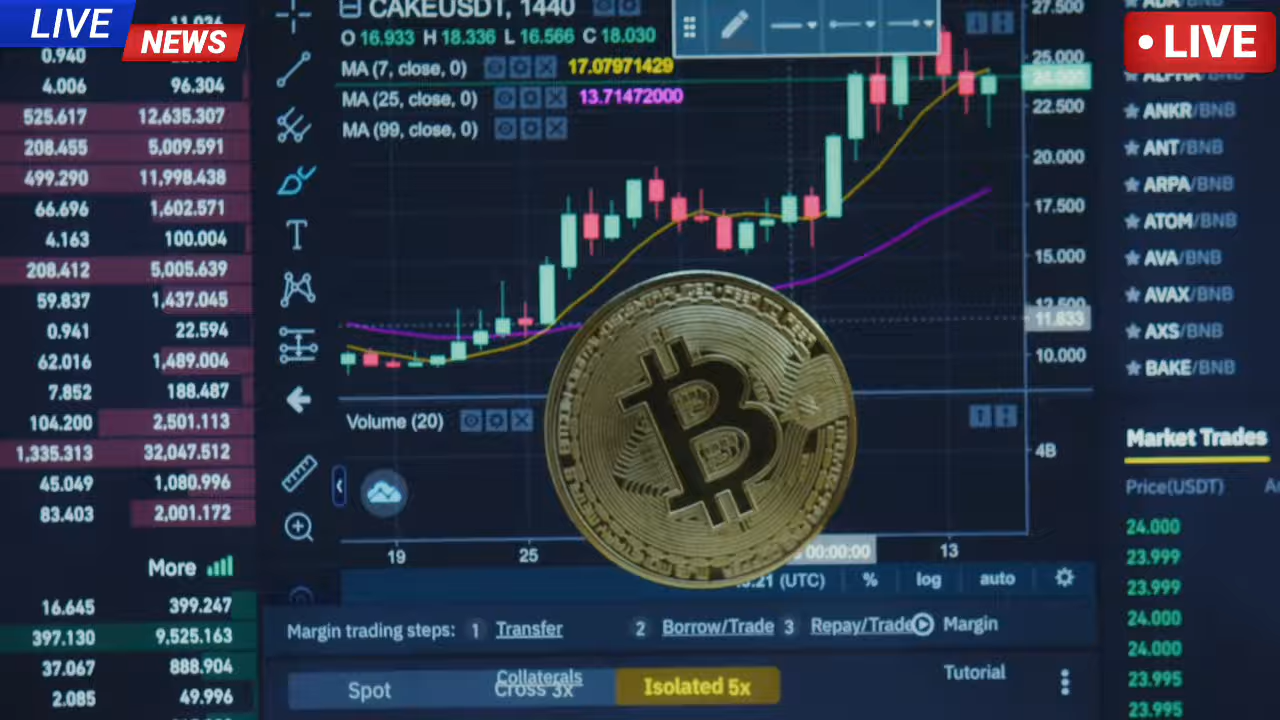 LIVE
NEWS
LIVE
0.940
4.006 96.304
525.617 12,635.307
208.455 5,009.591
499.290 11,998.438
66.696 1,602.571
4.163 100.004
208.412 5,005.639
59.837 1,437.045
0.941 22.594
62.016 1,489.004
7.852 188.487
104.200 2,501.113
1,335.313 32,047.512
45.049 1,080.996
83.403 2,001.172
More
16.645 399.247
397.130 9,525.163
37.067 888.904
2.085 49.996
CAKEUSDT, 1440
O 16.933 H 18.336 L 16.566 C 18.030
MA (7, close, 0) 17.07971429
MA (25, close, 0) 13.71472000
MA (99, close, 0)
T
27.500
25.000
22.500
20.000
17.500
15.000
12.500
11.833
10.000
Volume (20)
4B
19 25 00:00:00 13
(UTC) % log auto
Margin trading steps: 1 Transfer 2 Borrow/Trade 3 Repay/Trade Margin
Collaterals Tutorial
Spot Cross 3x Isolated 5x
ALPHA/BNB
ANKR/BNB
ANT/BNB
ARPA/BNB
ATOM/BNB
AVA/BNB
AVAX/BNB
AXS/BNB
BAKE/BNB
Market Trades
Price(USDT)
24.000
23.999
23.999
24.000
24.000
23.995
23.995